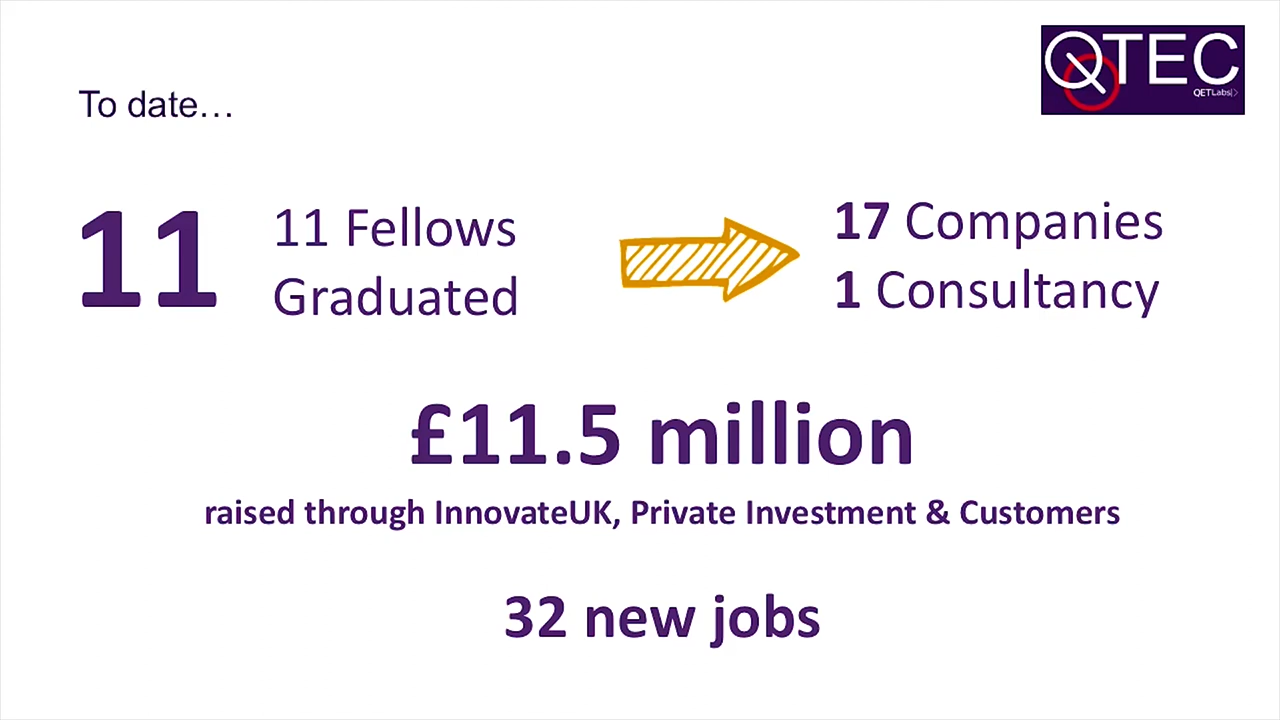 QTEC
QETLabs
To date…
11
11 Fellows
Graduated
17 Companies
1 Consultancy
£11.5 million
raised through InnovateUK, Private Investment & Customers
32 new jobs